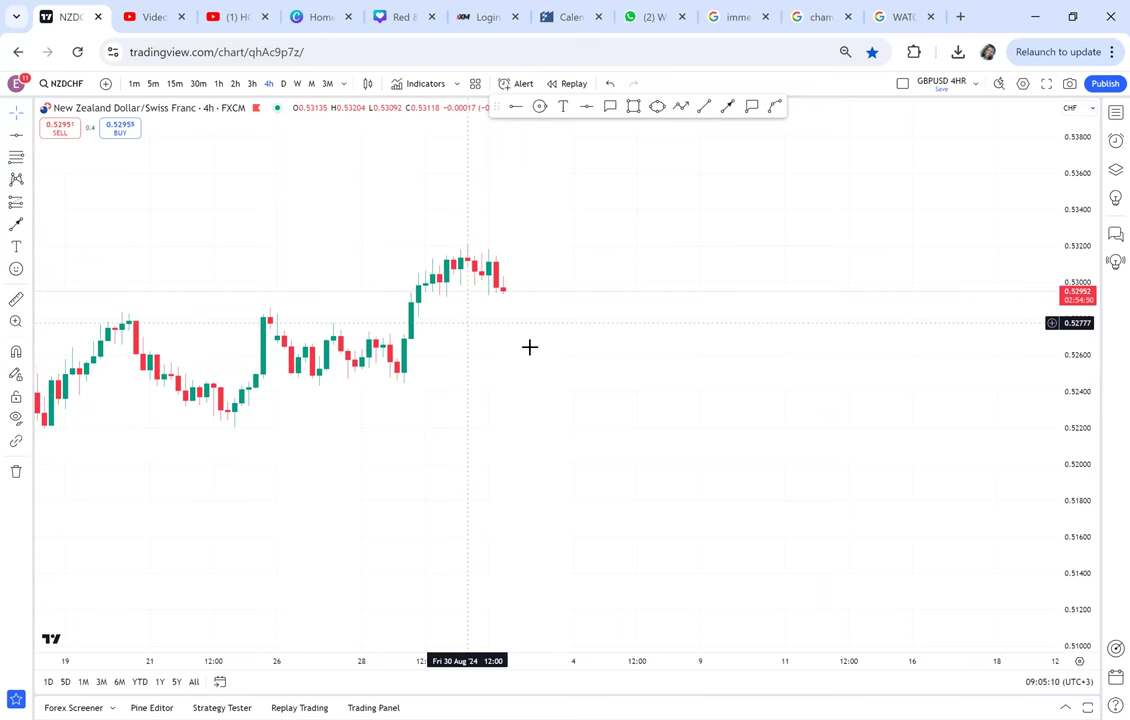 NZDC
Videc
(1) H
Home
Red &
XM Login
Calen
(2) W
imme
cham
WATC
tradingview.com/chart/qhAc9p7z/
Relaunch to update
E 11 NZDCHF 1m 5m 15m 30m 1h 2h 3h 4h D W M 3M Indicators Alert Replay GBPUSD 4HR Save Publish
New Zealand Dollar/Swiss Franc · 4h · FXCM O0.53135 H0.53204 L0.53092 C0.53118 −0.00017 (−0 CHF
0.52951 SELL 0.4 0.52955 BUY
0.53800
0.53600
0.53400
0.53200
0.53000
0.52952
02:54:50
0.52777
0.52600
0.52400
0.52200
0.52000
0.51800
0.51600
0.51400
0.51200
0.51000
19 21 12:00 26 28 12: Fri 30 Aug '24 12:00 4 12:00 9 11 12:00 16 18 12
1D 5D 1M 3M 6M YTD 1Y 5Y All 09:05:10 (UTC+3)
Forex Screener Pine Editor Strategy Tester Replay Trading Trading Panel